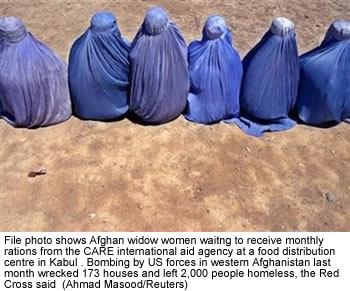 File photo shows Afghan widow women waitng to receive monthly
rations from the CARE international aid agency at a food distribution
centre in Kabul . Bombing by US forces in western Afghanistan last
month wrecked 173 houses and left 2,000 people homeless, the Red
Cross said  (Ahmad Masood/Reuters)